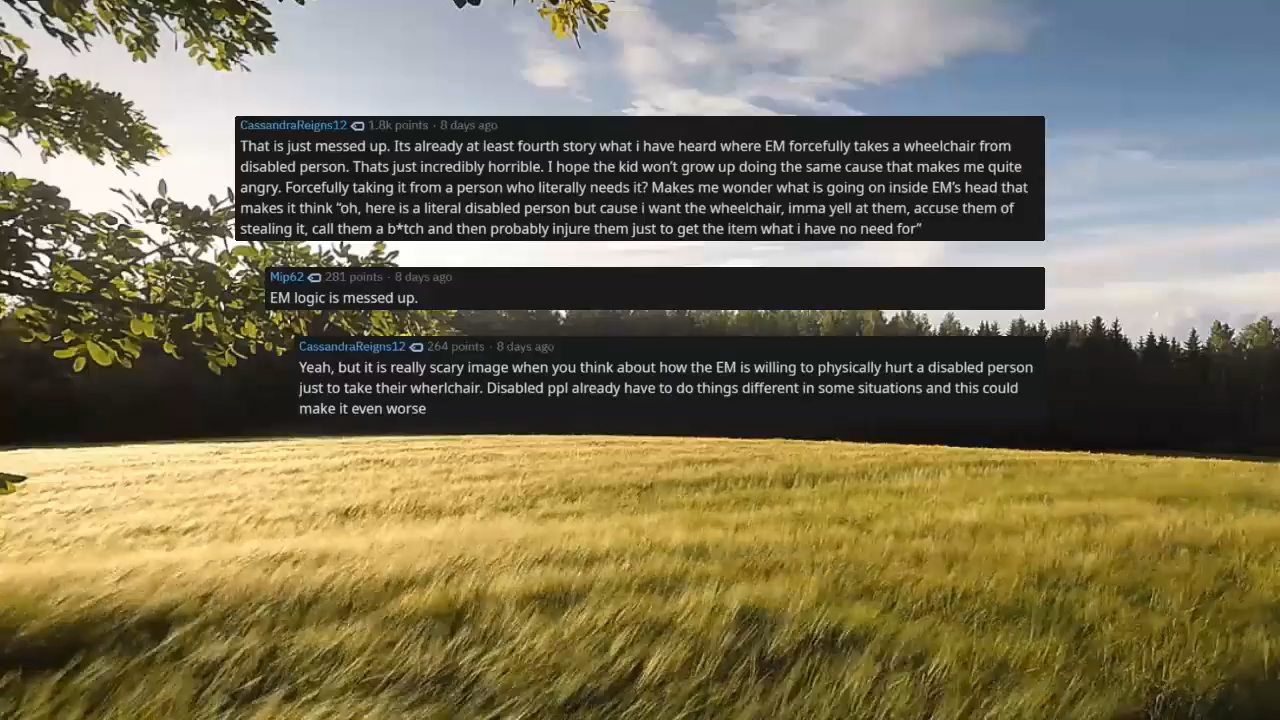 CassandraReigns12 1.8k points · 8 days ago
That is just messed up. Its already at least fourth story what i have heard where EM forcefully takes a wheelchair from
disabled person. Thats just incredibly horrible. I hope the kid won't grow up doing the same cause that makes me quite
angry. Forcefully taking it from a person who literally needs it? Makes me wonder what is going on inside EM's head that
makes it think "oh, here is a literal disabled person but cause i want the wheelchair, imma yell at them, accuse them of
stealing it, call them a b*tch and then probably injure them just to get the item what i have no need for"
Mip62 281 points · 8 days ago
EM logic is messed up.
CassandraReigns12 264 points · 8 days ago
Yeah, but it is really scary image when you think about how the EM is willing to physically hurt a disabled person
just to take their wherlchair. Disabled ppl already have to do things different in some situations and this could
make it even worse